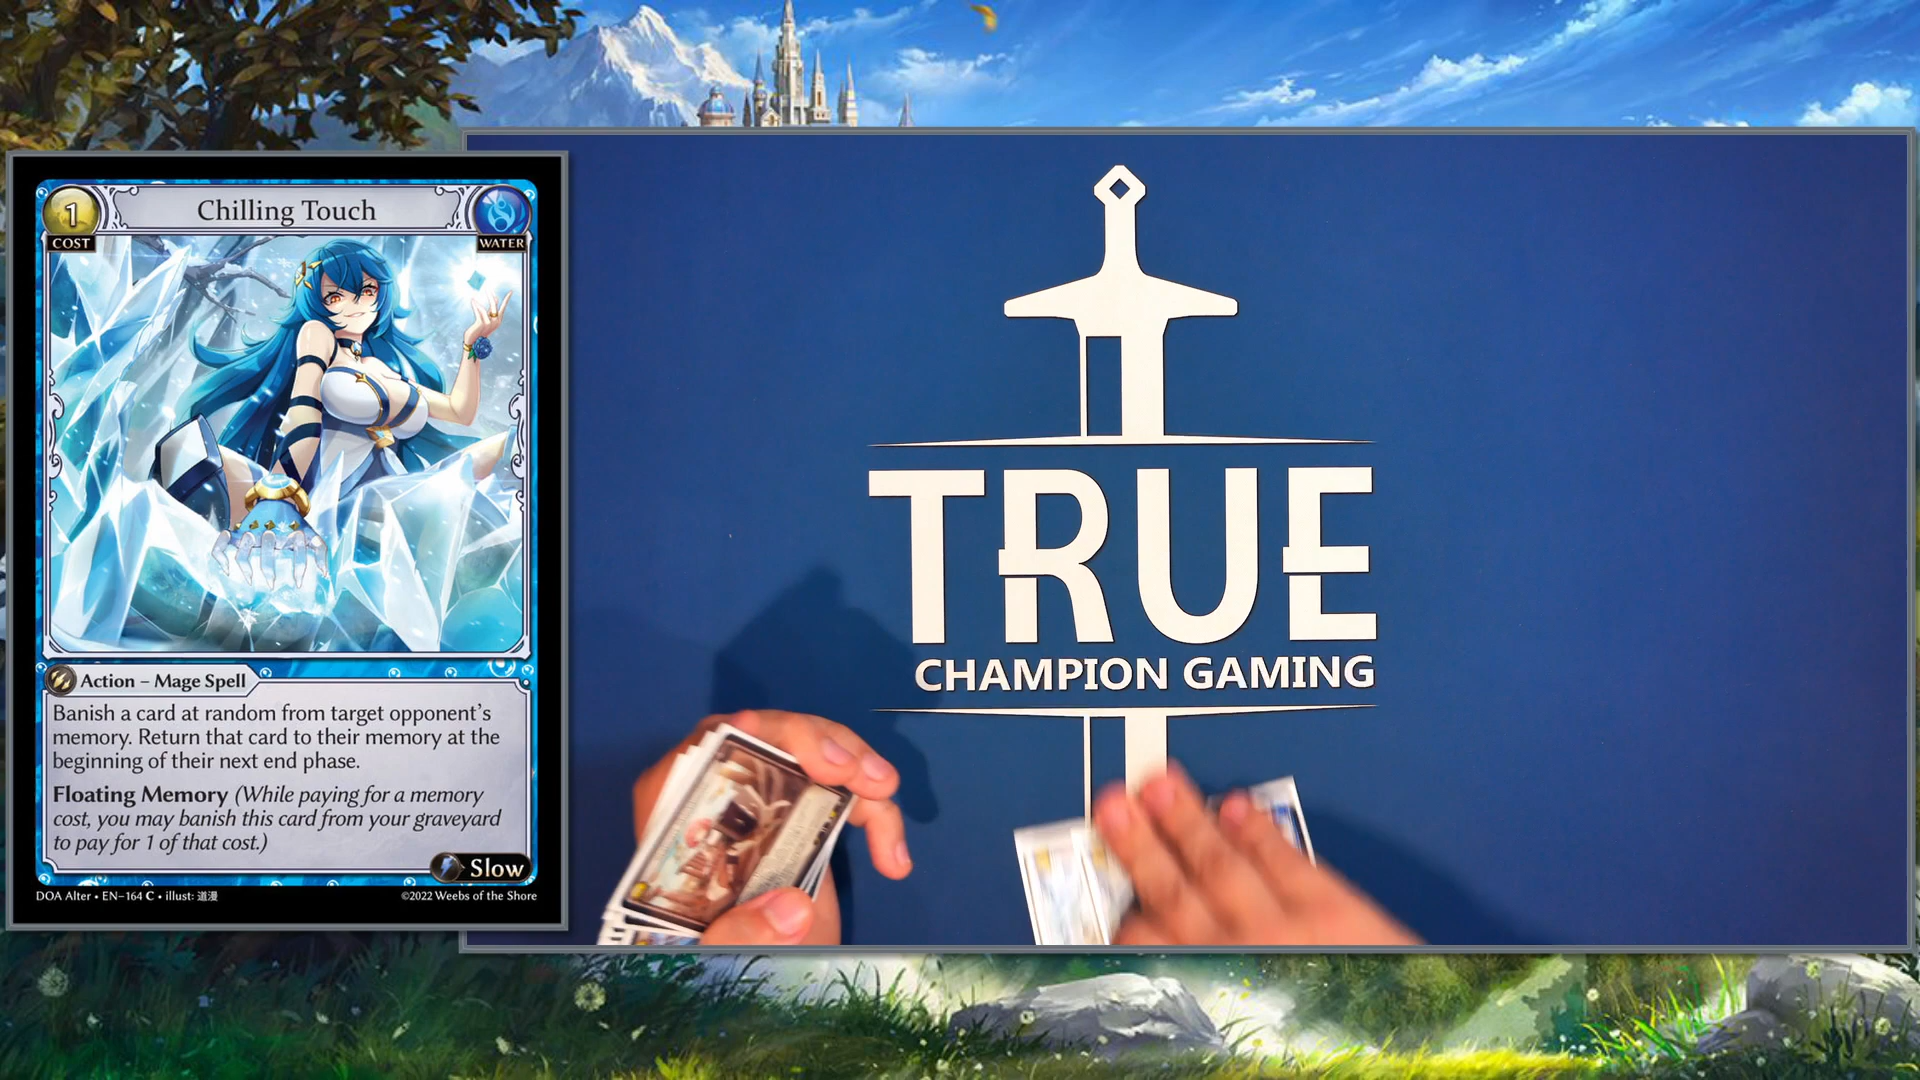 1
COST
Chilling Touch
WATER
Action – Mage Spell
Banish a card at random from target opponent's
memory. Return that card to their memory at the
beginning of their next end phase.
Floating Memory (While paying for a memory
cost, you may banish this card from your graveyard
to pay for 1 of that cost.)
Slow
DOA Alter • EN–164 C • illust: 道漫
©2022 Weebs of the Shore
TRUE
CHAMPION GAMING